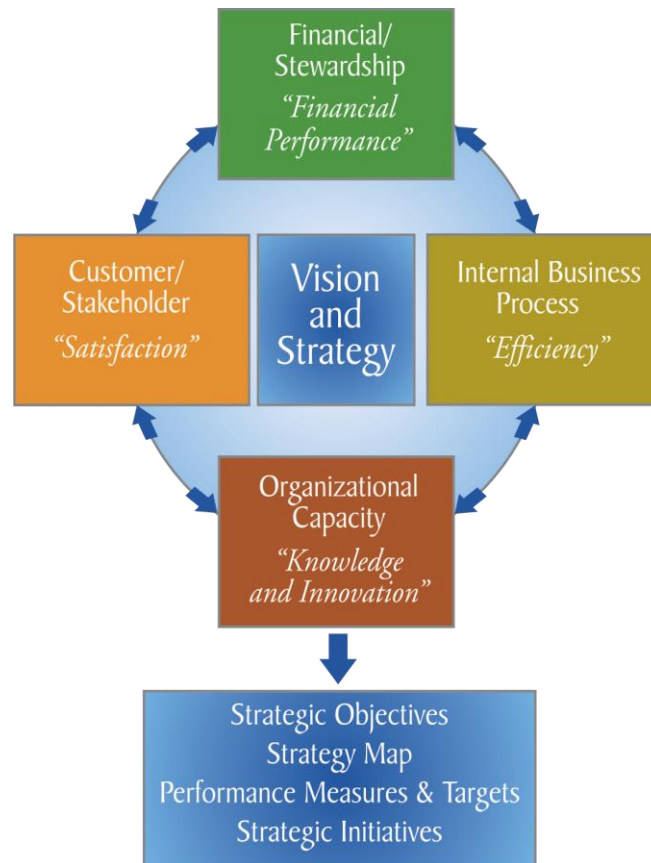 Financial/
Stewardship
“Financial
Performance”
Customer/
Stakeholder
“Satisfaction”
Vision
and
Strategy
Internal Business
Process
“Efficiency”
Organizational
Capacity
“Knowledge
and Innovation”
Strategic Objectives
Strategy Map
Performance Measures & Targets
Strategic Initiatives